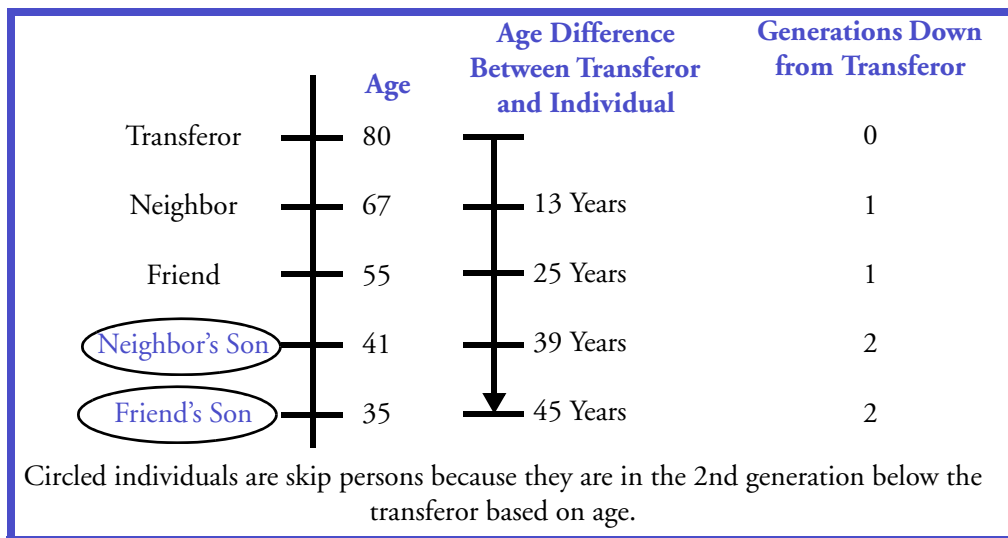 Age
Age Difference
Between Transferor
and Individual
Generations Down
from Transferor
Transferor 80 0
Neighbor 67 13 Years 1
Friend 55 25 Years 1
Neighbor’s Son 41 39 Years 2
Friend’s Son 35 45 Years 2
Circled individuals are skip persons because they are in the 2nd generation below the
transferor based on age.